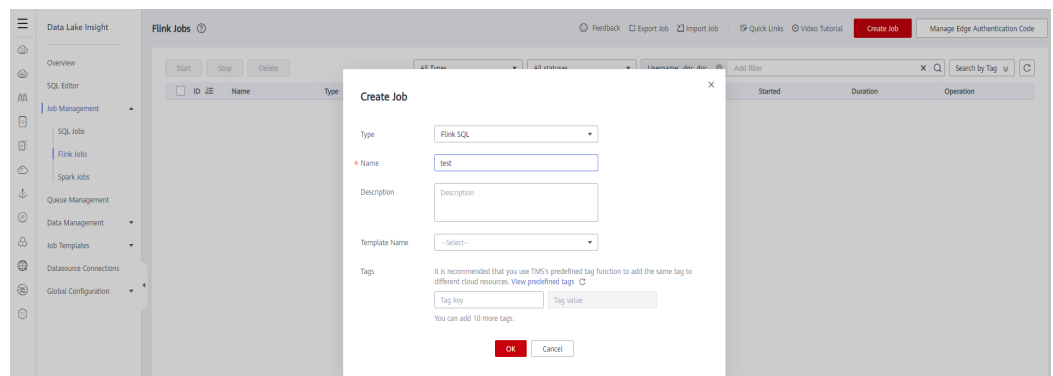 Data Lake Insight
Flink Jobs
Feedback Export Job Import Job Quick Links Video Tutorial Create Job Manage Edge Authentication Code
Overview
SQL Editor
Job Management
SQL Jobs
Flink Jobs
Spark Jobs
Queue Management
Data Management
Job Templates
Datasource Connections
Global Configuration
Start Stop Delete
All Types All statuses Username: Add filter Search by Tag
ID Name Type Started Duration Operation
Create Job
Type Flink SQL
* Name test
Description Description
Template Name --Select--
Tags It is recommended that you use TMS's predefined tag function to add the same tag to
different cloud resources. View predefined tags
Tag key Tag value
You can add 10 more tags.
OK Cancel